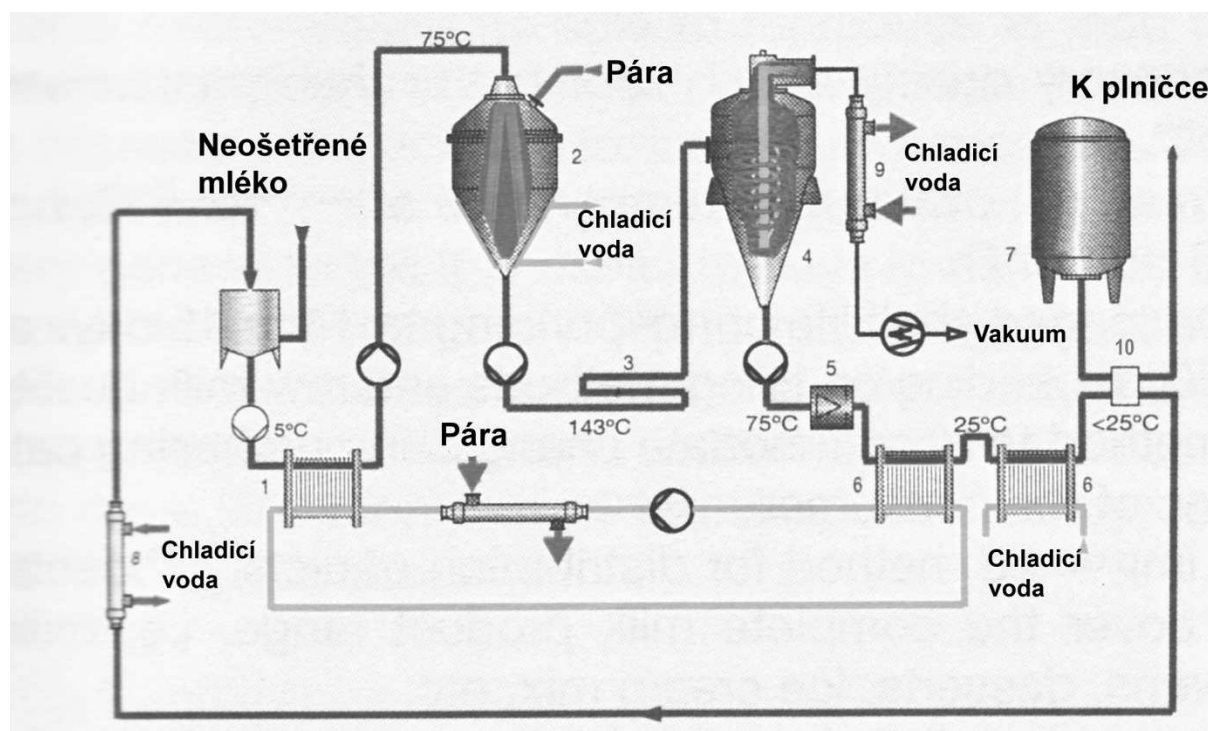 75°C
Pára
K plničce
Neošetřené
mléko
2
Chladicí
voda
9
Chladicí
voda
4
7
Vakuum
10
3
5
5°C
143°C
75°C
25°C
<25°C
Pára
1
6
6
8
Chladicí
voda
Chladicí
voda